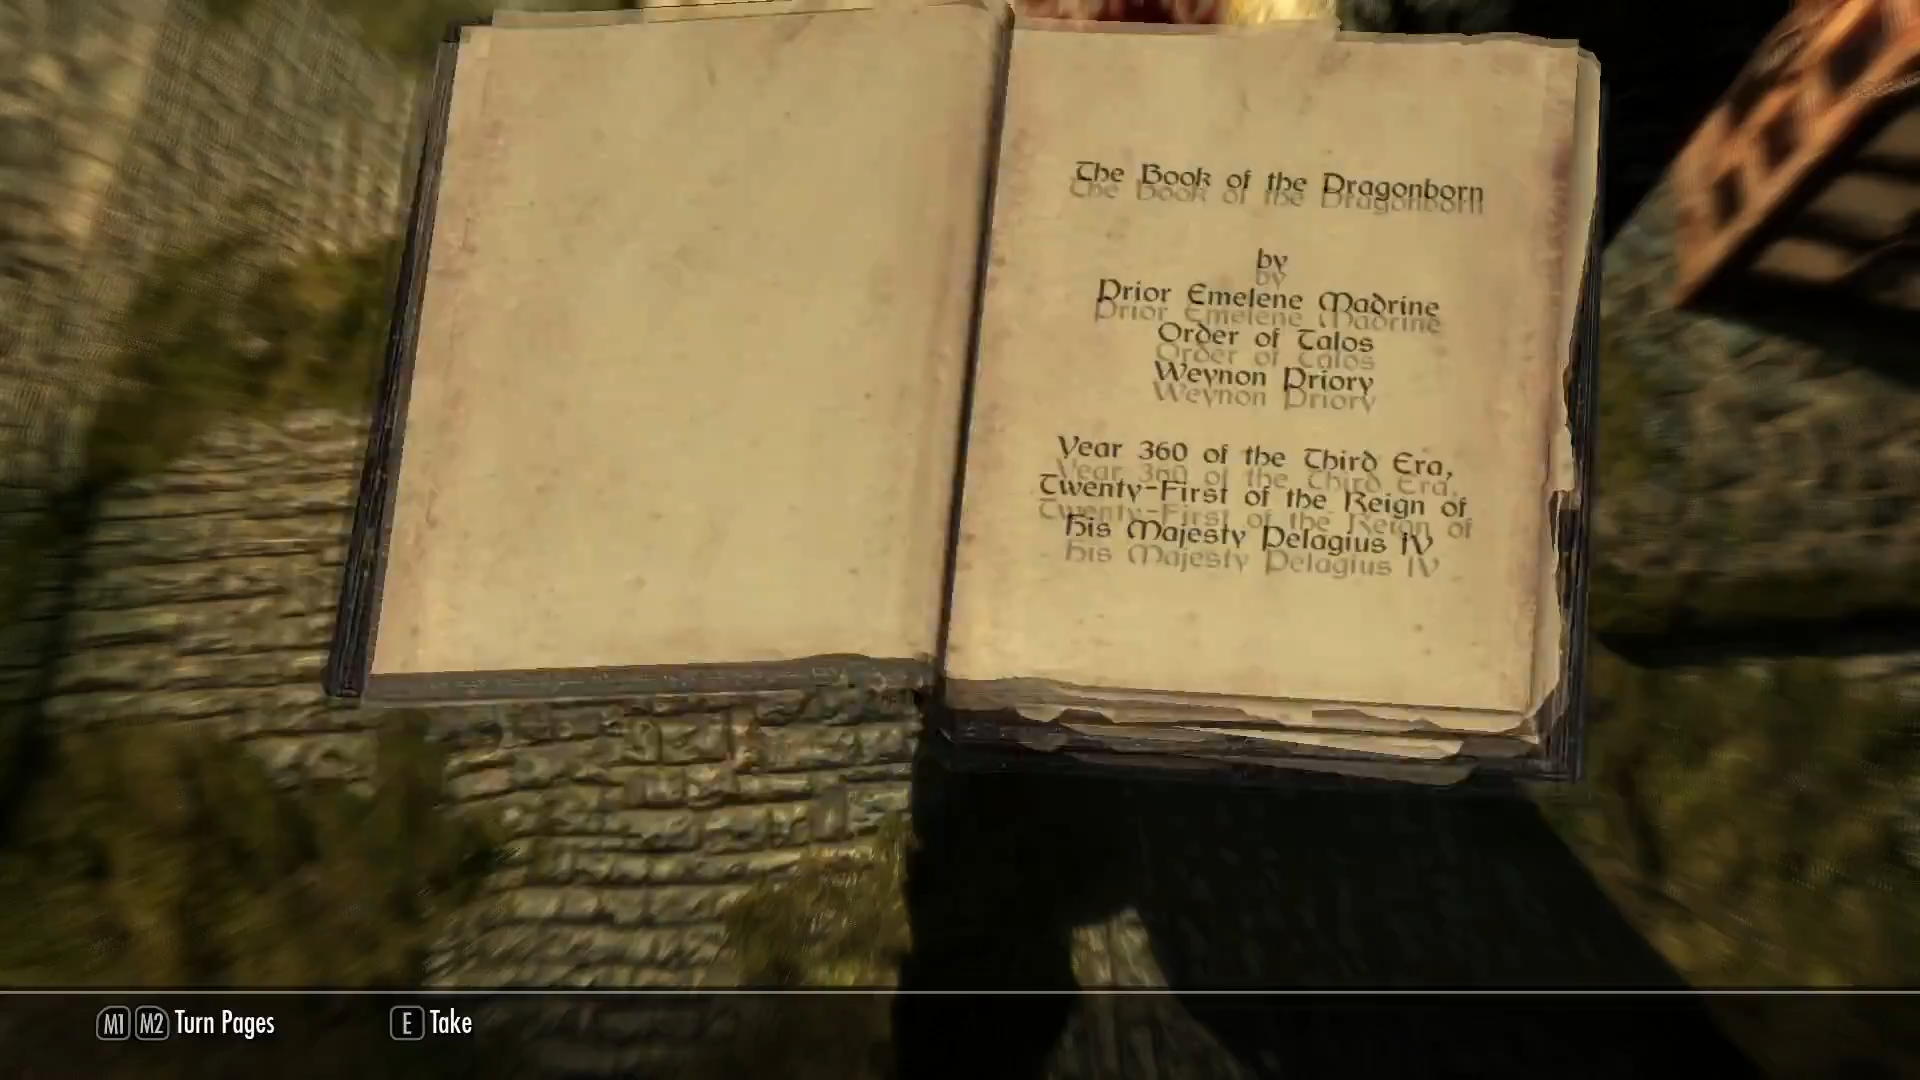 The Book of the Dragonborn
by
Prior Emelene Madrine
Order of Talos
Weynon Priory
Year 360 of the Third Era,
Twenty-First of the Reign of
His Majesty Pelagius IV
M1 M2 Turn Pages E Take